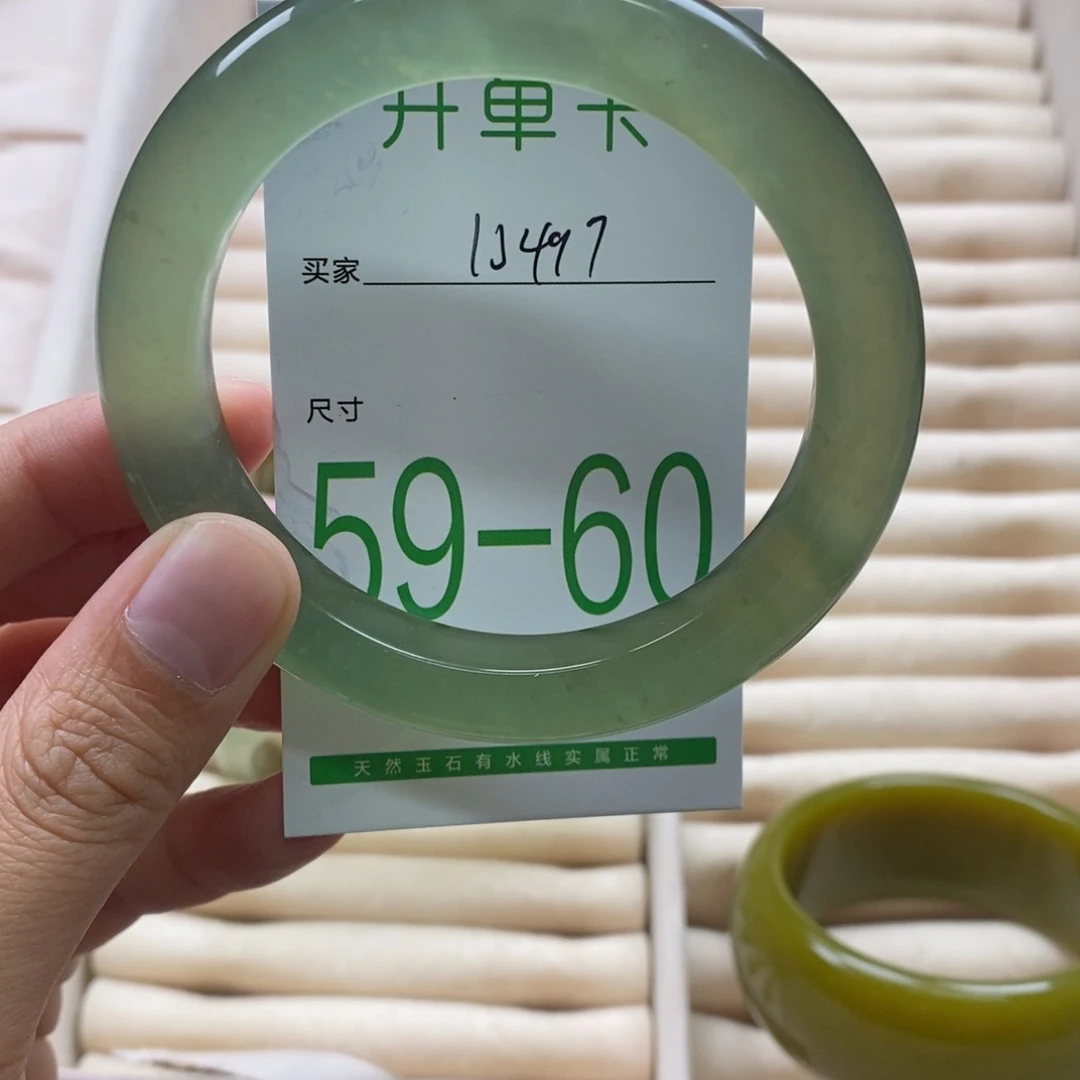 开单卡
买家 13497
尺寸
59-60
天然玉石有水线实属正常